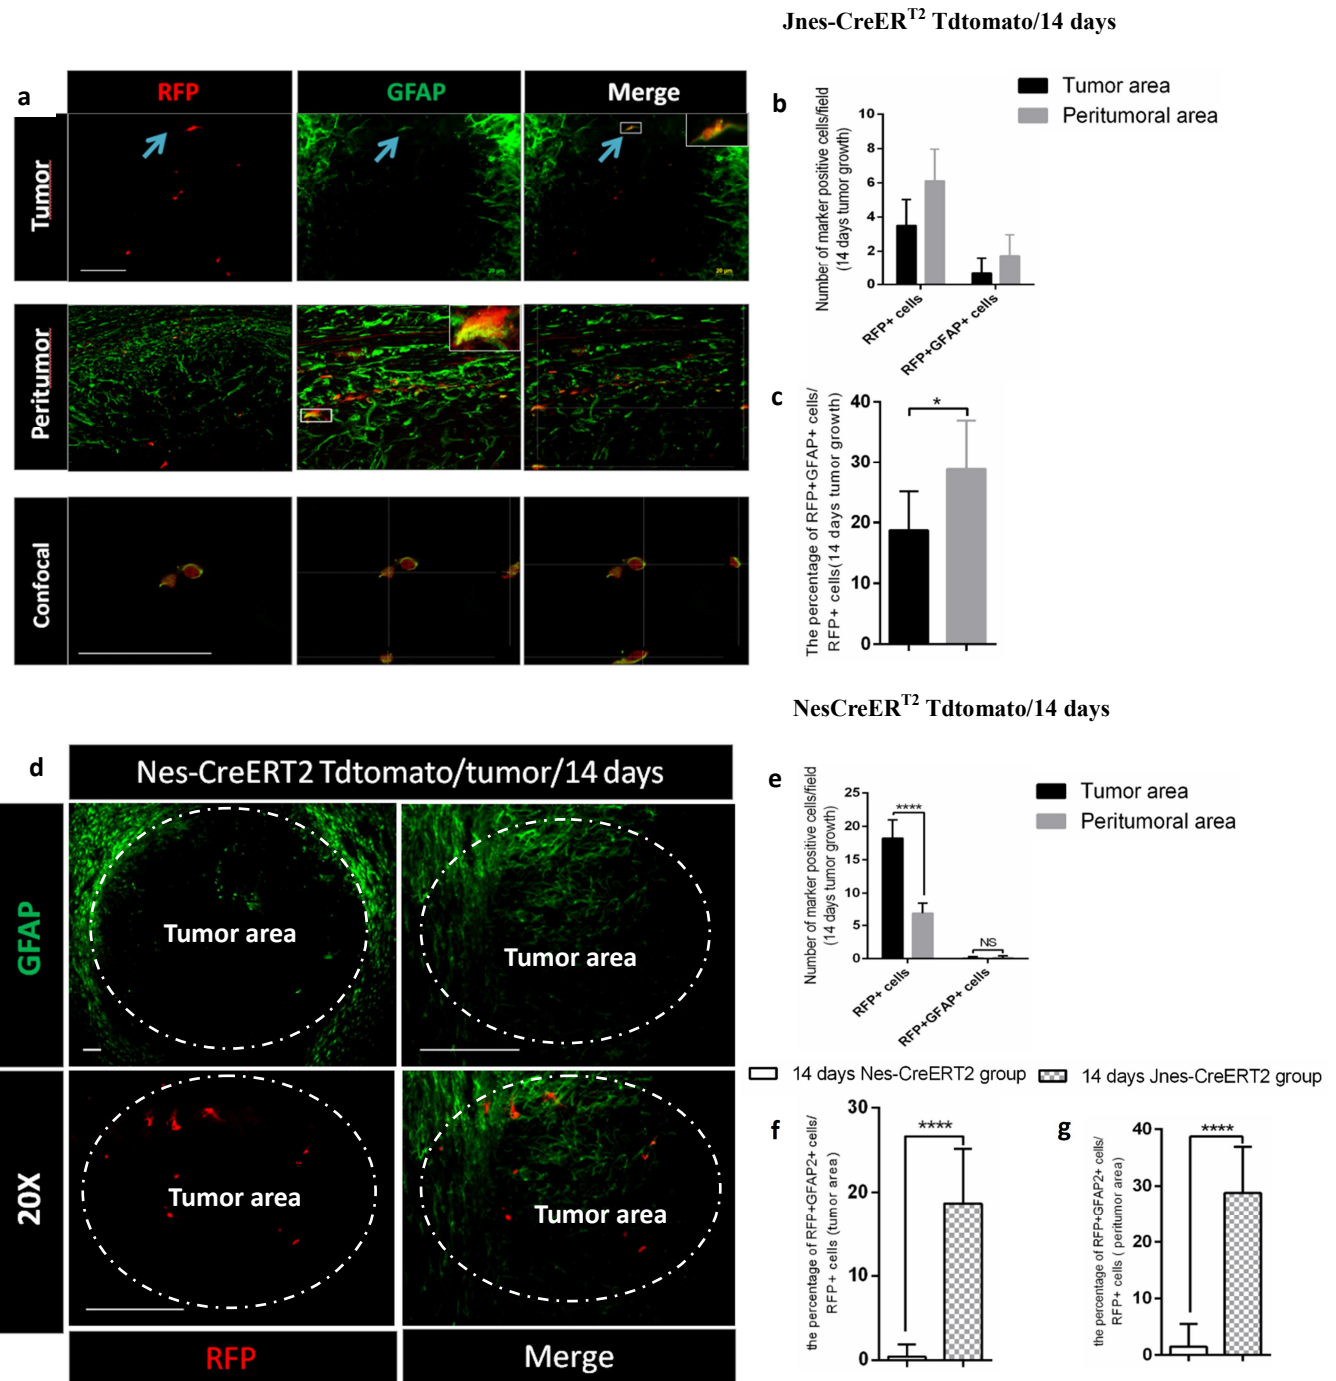 Jnes-CreERT2 Tdtomato/14 days
a
RFP
GFAP
Merge
Tumor
20 μm
20 μm
Peritumor
Confocal
b
Tumor area
Peritumoral area
Number of marker positive cells/field
(14 days tumor growth)
10
8
6
4
2
0
RFP+ cells
RFP+GFAP+ cells
c
The percentage of RFP+GFAP+ cells/
RFP+ cells(14 days tumor growth)
40
30
20
10
0
*
NesCreERT2 Tdtomato/14 days
d
Nes-CreERT2 Tdtomato/tumor/14 days
GFAP
Tumor area
Tumor area
20X
Tumor area
Tumor area
RFP
Merge
e
Tumor area
Peritumoral area
Number of marker positive cells/field
(14 days tumor growth)
25
20
15
10
5
0
****
NS
RFP+ cells
RFP+GFAP+ cells
14 days Nes-CreERT2 group
14 days Jnes-CreERT2 group
f
the percentage of RFP+GFAP2+ cells/
RFP+ cells (tumor area)
30
20
10
0
****
g
the percentage of RFP+GFAP2+ cells/
RFP+ cells ( peritumor area)
40
30
20
10
0
****